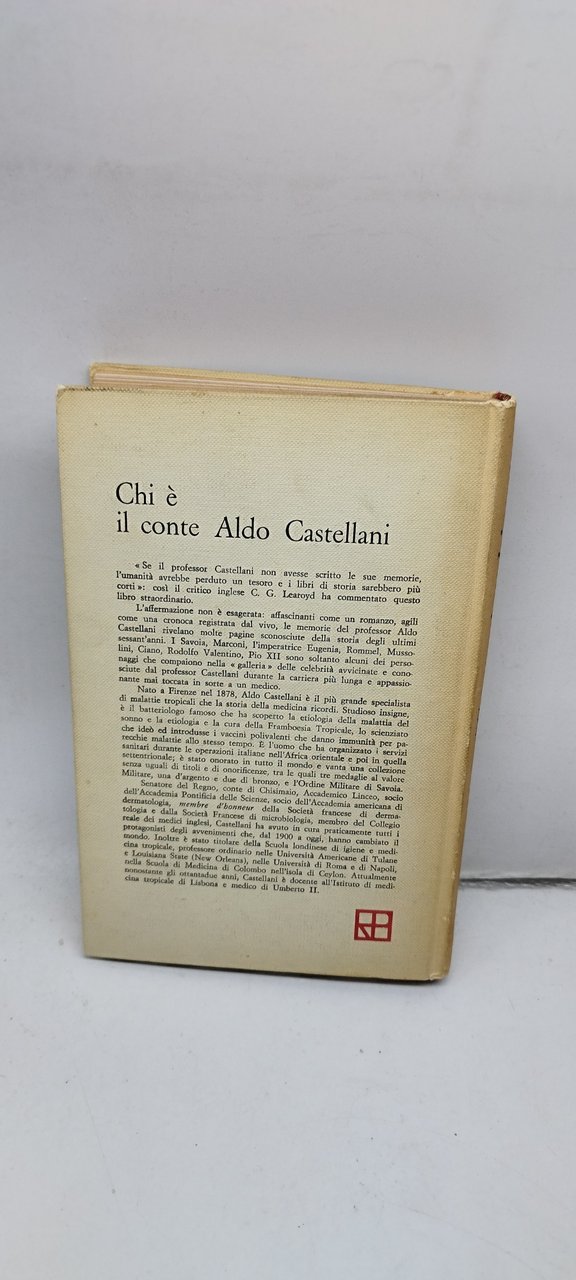 Chi è
il conte Aldo Castellani
« Se il professor Castellani non avesse scritto le sue memorie,
l'umanità avrebbe perduto un tesoro e i libri di storia sarebbero più
corti »: così il critico inglese C. G. Learoyd ha commentato questo
libro straordinario.
L'affermazione non è esagerata: affascinanti come un romanzo, agili
come una cronaca registrata dal vivo, le memorie del professor Aldo
Castellani rivelano molte pagine sconosciute della storia degli ultimi
sessant'anni. I Savoia, Marconi, l'imperatrice Eugenia, Rommel, Musso-
lini, Ciano, Rodolfo Valentino, Pio XII sono soltanto alcuni dei perso-
naggi che compaiono nella « galleria » delle celebrità avvicinate e cono-
sciute dal professor Castellani durante la carriera più lunga e appassio-
nante mai toccata in sorte a un medico.
Nato a Firenze nel 1878, Aldo Castellani è il più grande specialista
di malattie tropicali che la storia della medicina ricordi. Studioso insigne,
è il batteriologo famoso che ha scoperto la etiologia della malattia del
sonno e la etiologia e la cura della Framboesia Tropicale, lo scienziato
che ideò ed introdusse i vaccini polivalenti che danno immunità per pa-
recchie malattie allo stesso tempo. È l'uomo che ha organizzato i servizi
sanitari durante le operazioni italiane nell'Africa orientale e poi in quella
settentrionale; è stato onorato in tutto il mondo e vanta una collezione
senza uguali di titoli e di onorificenze, tra le quali tre medaglie al valore
Militare, una d'argento e due di bronzo, e l'Ordine Militare di Savoia.
Senatore del Regno, conte di Chisimaio, Accademico Linceo, socio
dell'Accademia Pontificia delle Scienze, socio dell'Accademia americana di
dermatologia, membre d'honneur della Società francese di derma-
tologia e dalla Società Francese di microbiologia, membro del Collegio
reale dei medici inglesi, Castellani ha avuto in cura praticamente tutti i
protagonisti degli avvenimenti che, dal 1900 a oggi, hanno cambiato il
mondo. Inoltre è stato titolare della Scuola londinese di igiene e medi-
cina tropicale, professore ordinario nelle Università Americane di Tulane
e Louisiana State (New Orleans), nelle Università di Roma e di Napoli,
nella Scuola di Medicina di Colombo nell'isola di Ceylon. Attualmente
nonostante gli ottantadue anni, Castellani è docente all'Istituto di medi-
cina tropicale di Lisbona e medico di Umberto II.